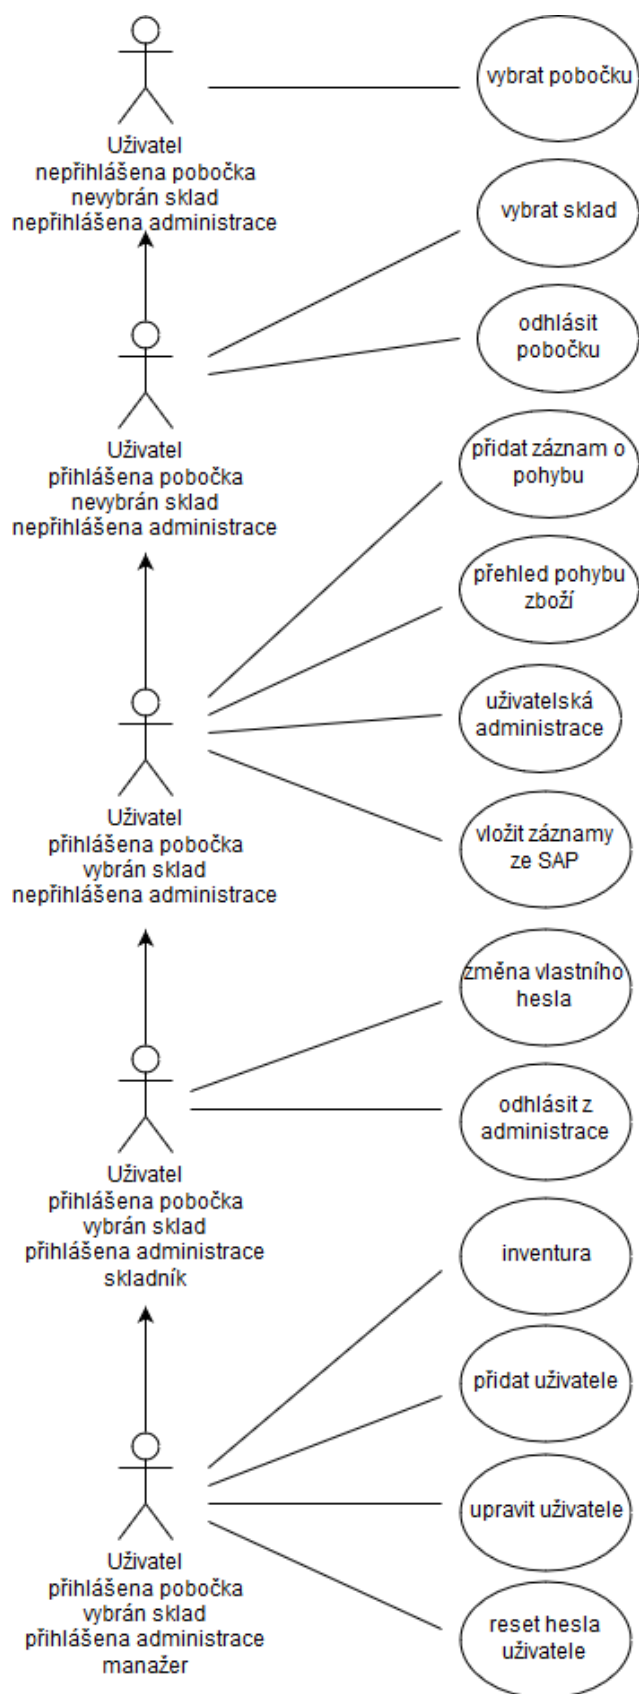 vybrat pobočku
Uživatel
nepřihlášena pobočka
nevybrán sklad
nepřihlášena administrace
vybrat sklad
odhlásit
pobočku
Uživatel
přihlášena pobočka
nevybrán sklad
nepřihlášena administrace
přidat záznam o
pohybu
přehled pohybu
zboží
uživatelská
administrace
vložit záznamy
ze SAP
Uživatel
přihlášena pobočka
vybrán sklad
nepřihlášena administrace
změna vlastního
hesla
odhlásit z
administrace
Uživatel
přihlášena pobočka
vybrán sklad
přihlášena administrace
skladník
inventura
přidat uživatele
upravit uživatele
reset hesla
uživatele
Uživatel
přihlášena pobočka
vybrán sklad
přihlášena administrace
manažer